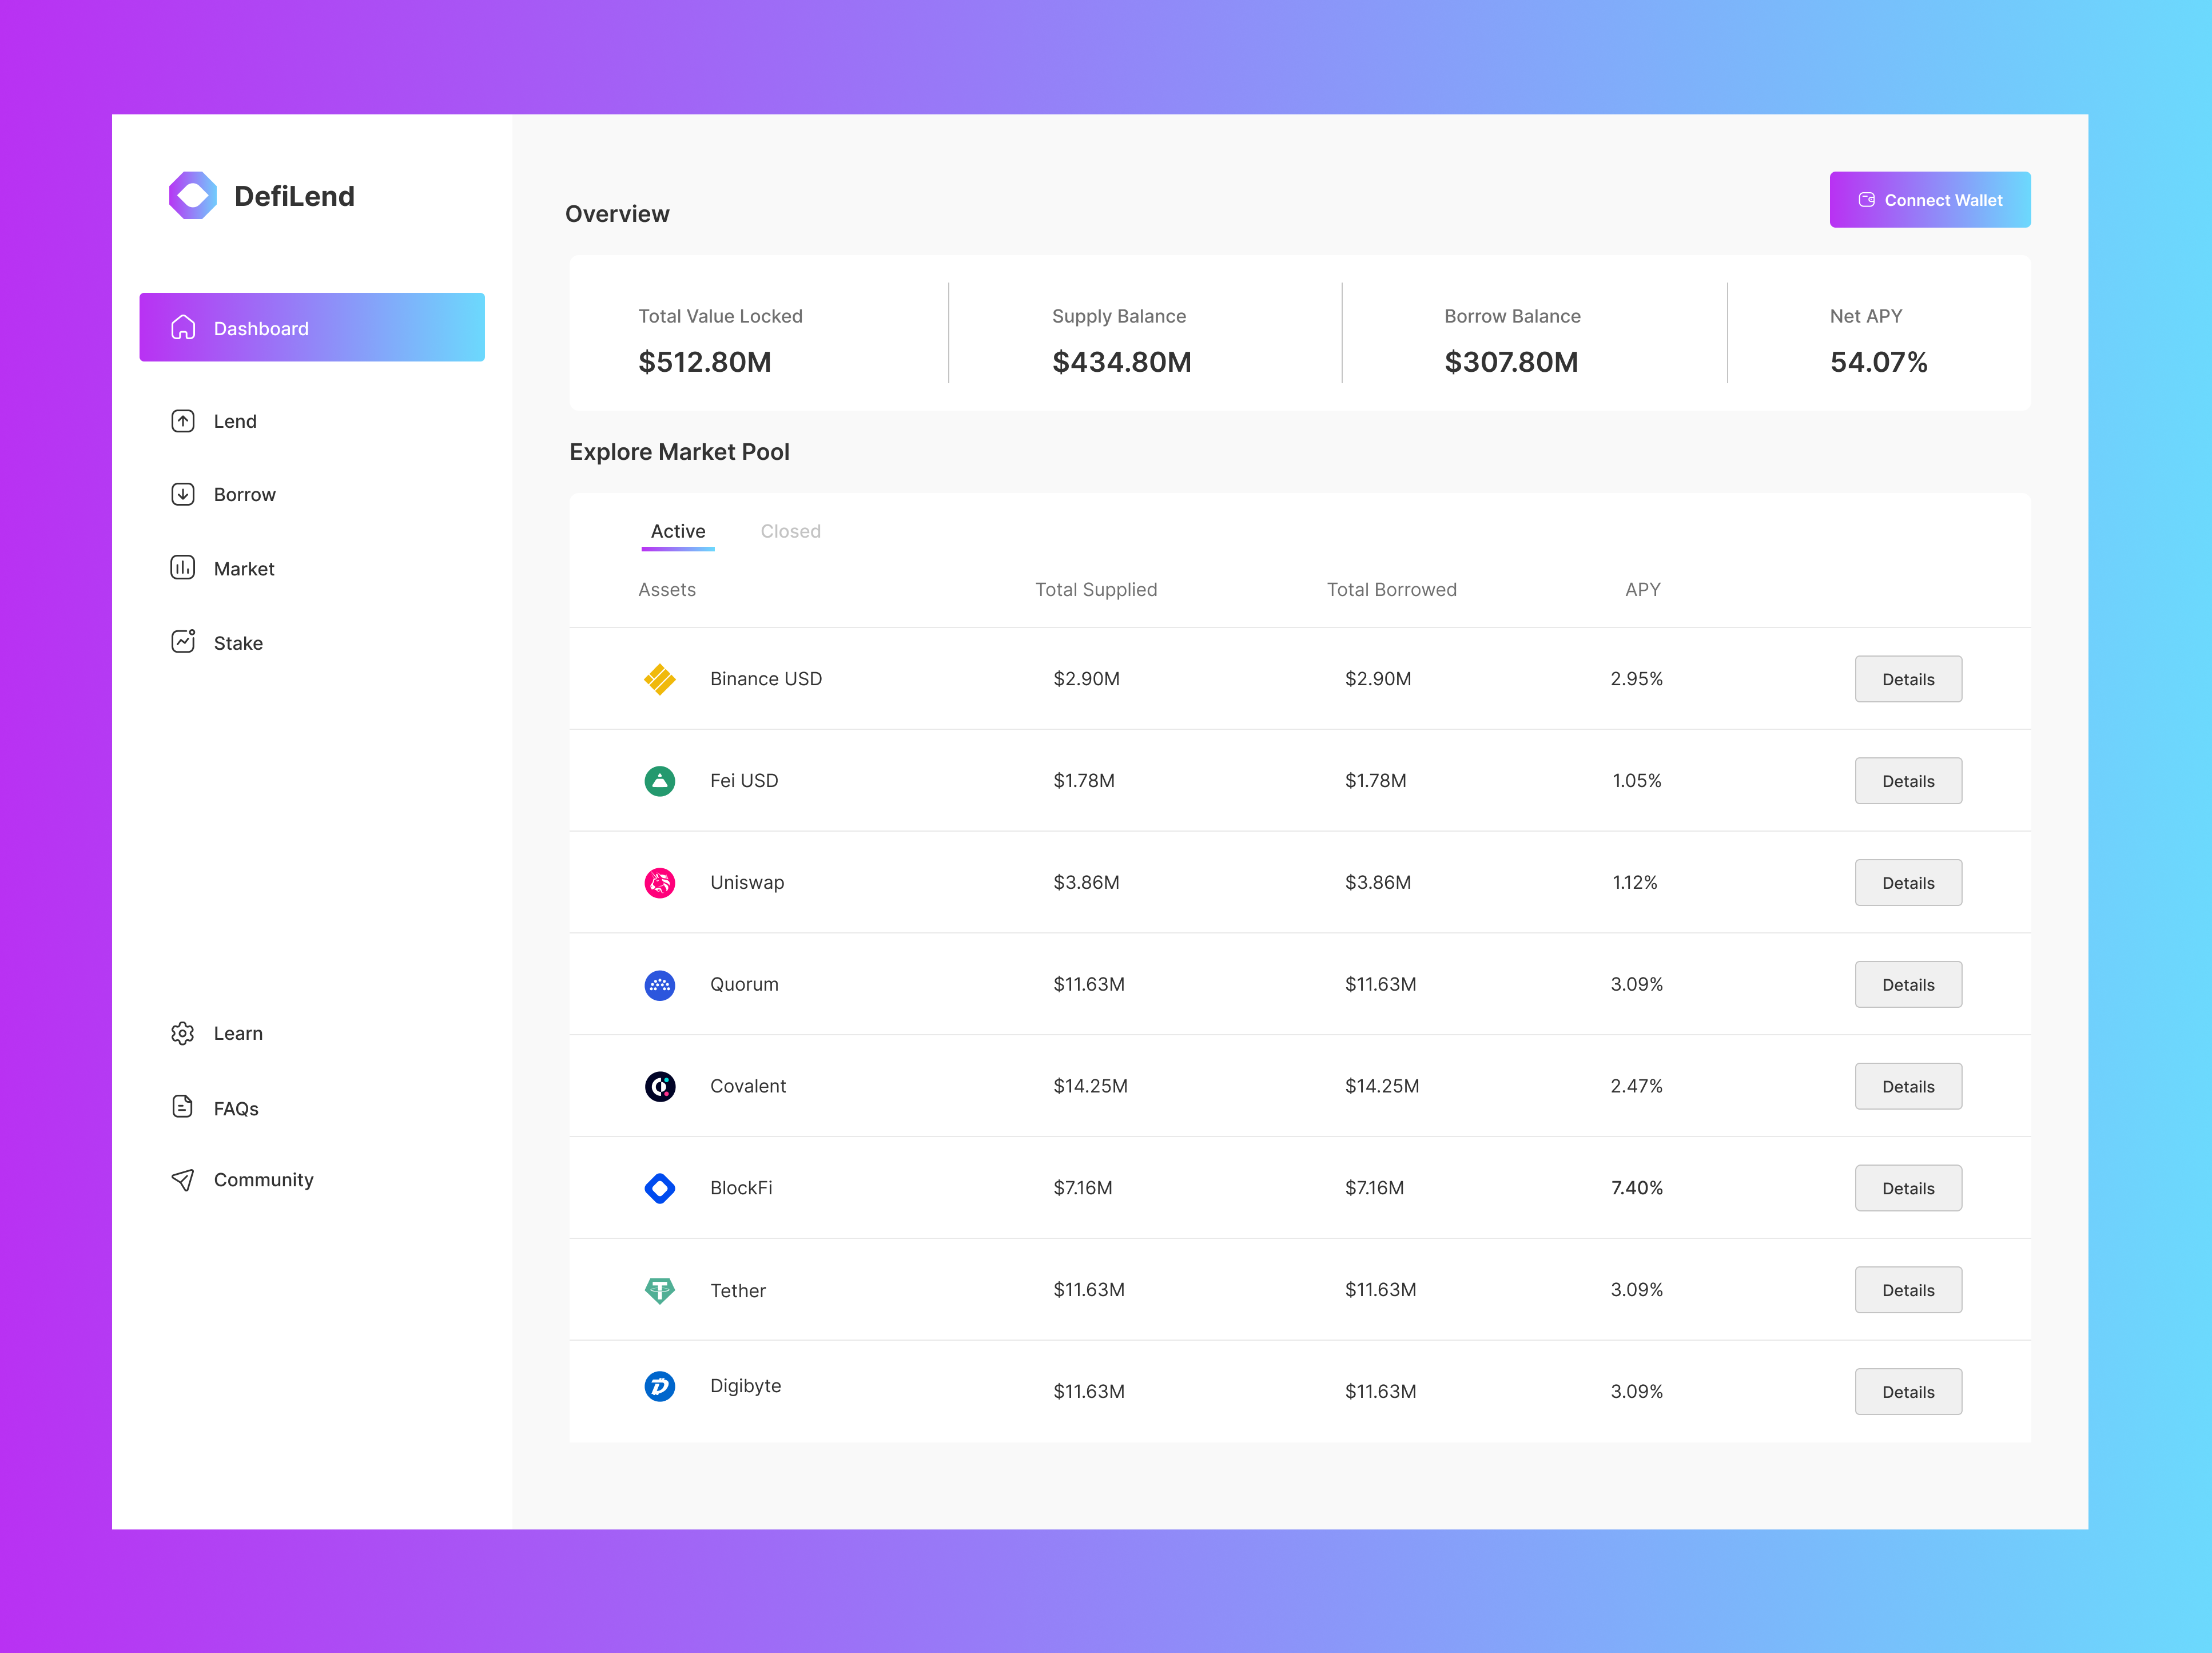 DefiLend
Dashboard
Lend
Borrow
Market
Stake
Learn
FAQs
Community
Overview
Connect Wallet
Total Value Locked
$512.80M
Supply Balance
$434.80M
Borrow Balance
$307.80M
Net APY
54.07%
Explore Market Pool
Active Closed
Assets Total Supplied Total Borrowed APY
Binance USD $2.90M $2.90M 2.95% Details
Fei USD $1.78M $1.78M 1.05% Details
Uniswap $3.86M $3.86M 1.12% Details
Quorum $11.63M $11.63M 3.09% Details
Covalent $14.25M $14.25M 2.47% Details
BlockFi $7.16M $7.16M 7.40% Details
Tether $11.63M $11.63M 3.09% Details
Digibyte $11.63M $11.63M 3.09% Details